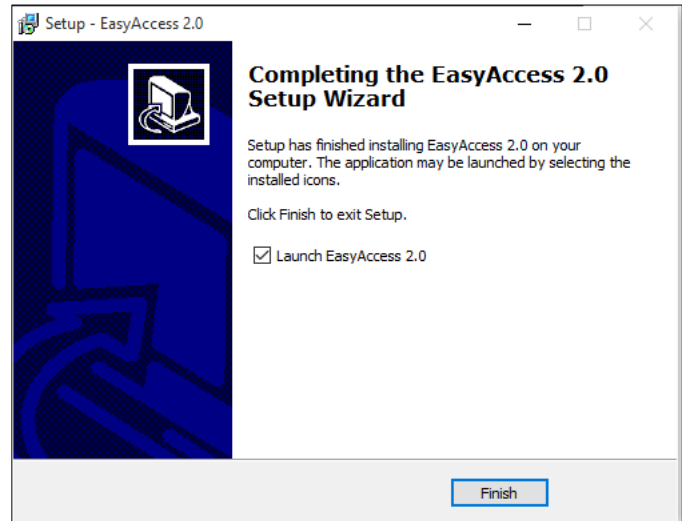 Setup - EasyAccess 2.0
Completing the EasyAccess 2.0
Setup Wizard
Setup has finished installing EasyAccess 2.0 on your
computer. The application may be launched by selecting the
installed icons.
Click Finish to exit Setup.
Launch EasyAccess 2.0
Finish